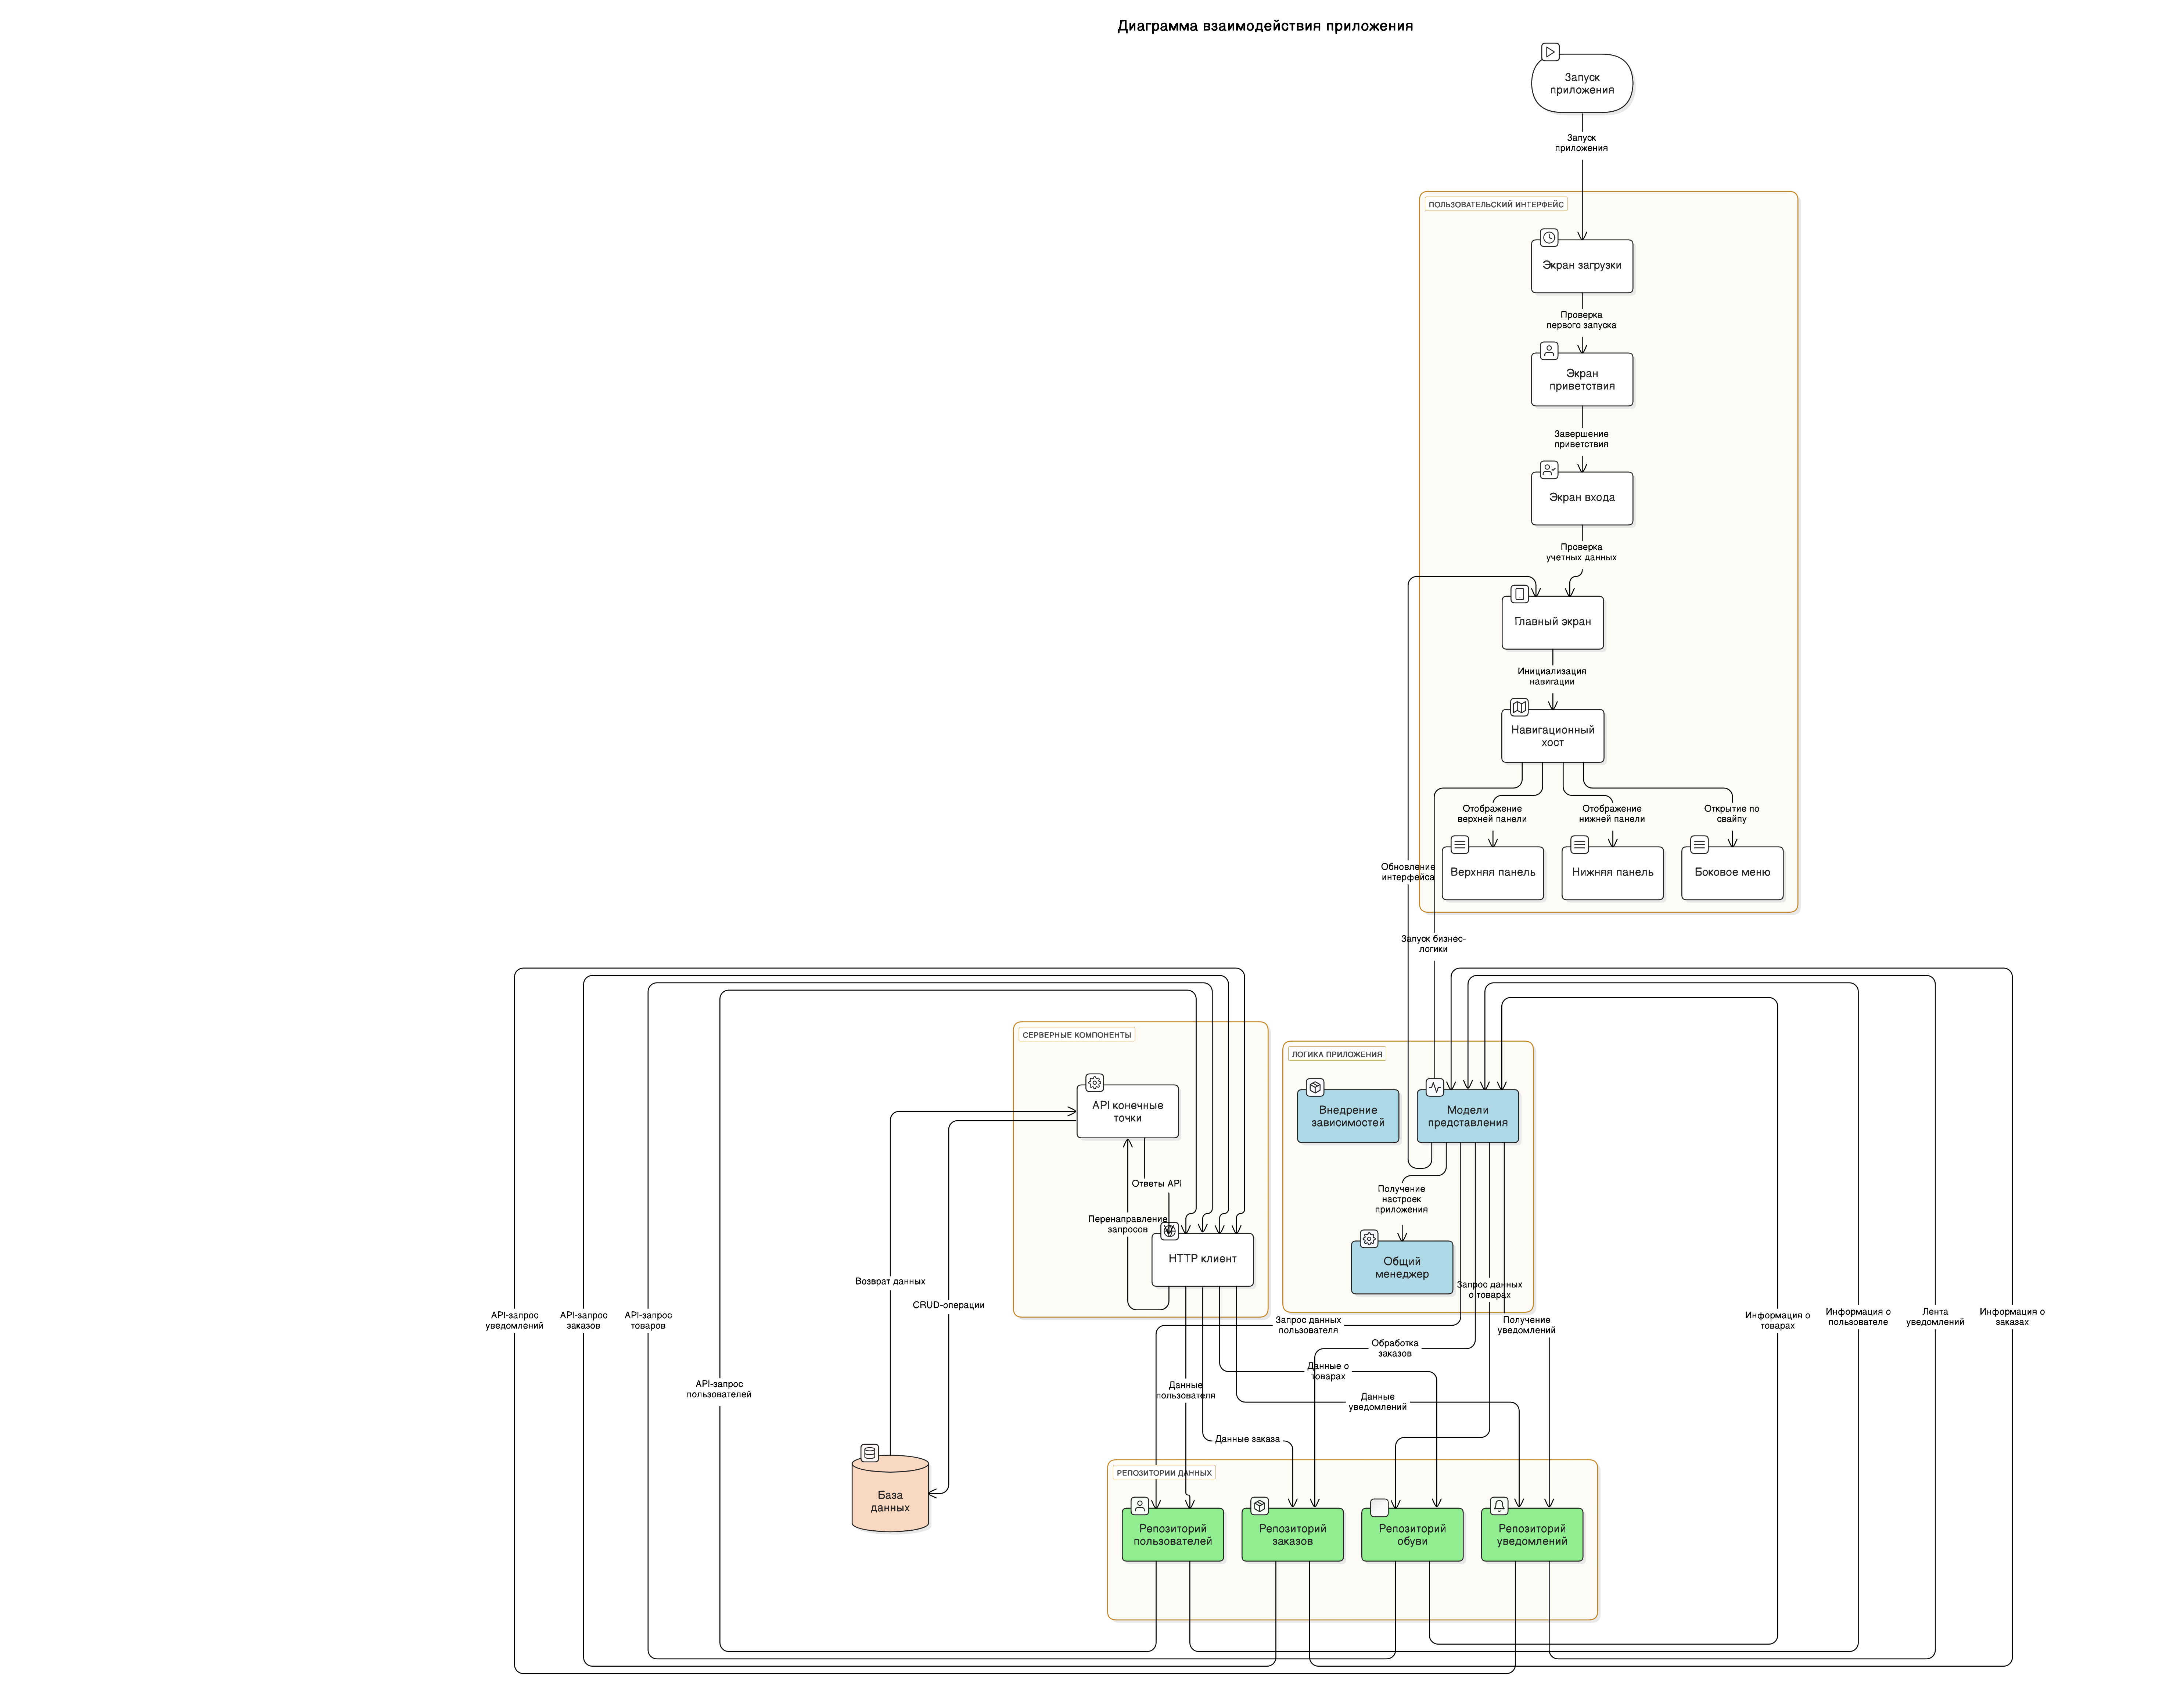 Диаграмма взаимодействия приложения
Запуск
приложения
Запуск
приложения
ПОЛЬЗОВАТЕЛЬСКИЙ ИНТЕРФЕЙС
Экран загрузки
Проверка
первого запуска
Экран
приветствия
Завершение
приветствия
Экран входа
Проверка
учетных данных
Главный экран
Инициализация
навигации
Навигационный
хост
Отображение
верхней панели
Отображение
нижней панели
Открытие по
свайпу
Обновление
интерфейса
Верхняя панель
Нижняя панель
Боковое меню
Запуск бизнес-
логики
СЕРВЕРНЫЕ КОМПОНЕНТЫ
ЛОГИКА ПРИЛОЖЕНИЯ
API конечные
точки
Внедрение
зависимостей
Модели
представления
Ответы API
Получение
настроек
приложения
Перенаправление
запросов
HTTP клиент
Общий
менеджер
Возврат данных
CRUD-операции
Запрос данных
о товарах
API-запрос
уведомлений
API-запрос
заказов
API-запрос
товаров
Запрос данных
пользователя
Получение
уведомлений
Информация о
товарах
Информация о
пользователе
Лента
уведомлений
Информация о
заказах
Обработка
заказов
Данные о
товарах
API-запрос
пользователей
Данные
пользователя
Данные
уведомлений
Данные заказа
РЕПОЗИТОРИИ ДАННЫХ
База
данных
Репозиторий
пользователей
Репозиторий
заказов
Репозиторий
обуви
Репозиторий
уведомлений